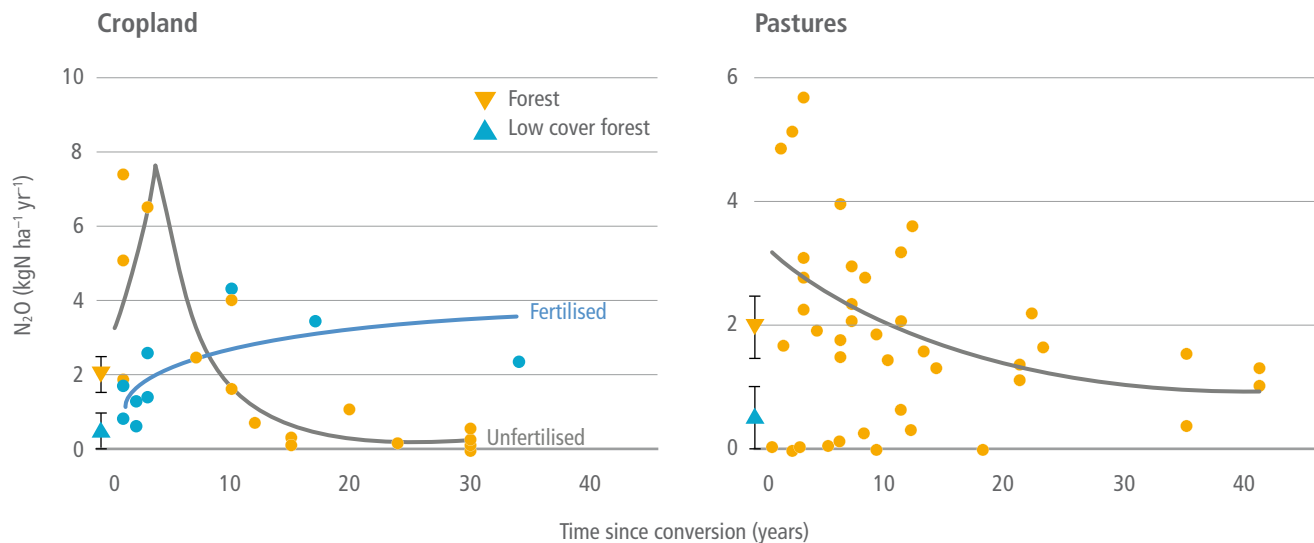 Cropland
Pastures
10
8
6
4
2
0
N₂O (kgN ha⁻¹ yr⁻¹)
Forest
Low cover forest
Fertilised
Unfertilised
0 10 20 30 40
6
4
2
0
0 10 20 30 40
Time since conversion (years)